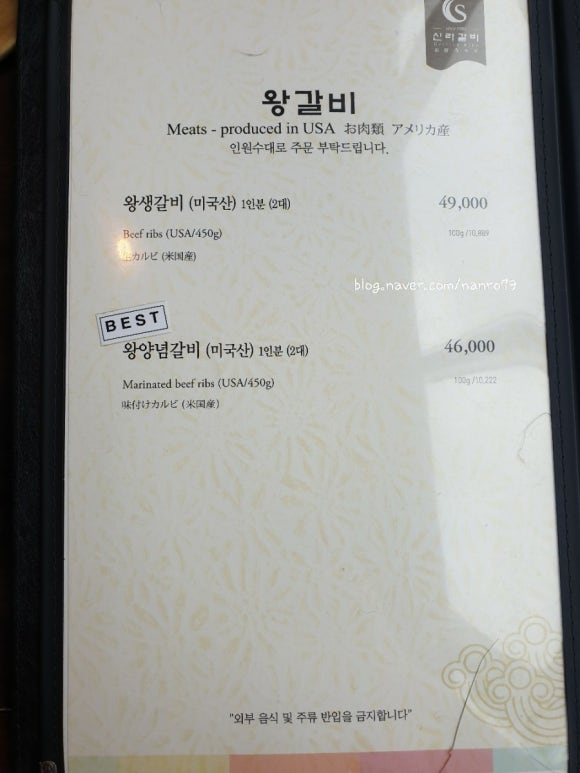 신라갈비
왕갈비
Meats - produced in USA お肉類 アメリカ産
인원수대로 주문 부탁드립니다.
왕생갈비 (미국산) 1인분 (2대) 49,000
Beef ribs (USA/450g) 100g /10,889
生カルビ (米国産)
blog.naver.com/nanro79
BEST
왕양념갈비 (미국산) 1인분 (2대) 46,000
Marinated beef ribs (USA/450g) 100g /10,222
味付けカルビ (米国産)
"외부 음식 및 주류 반입을 금지합니다"